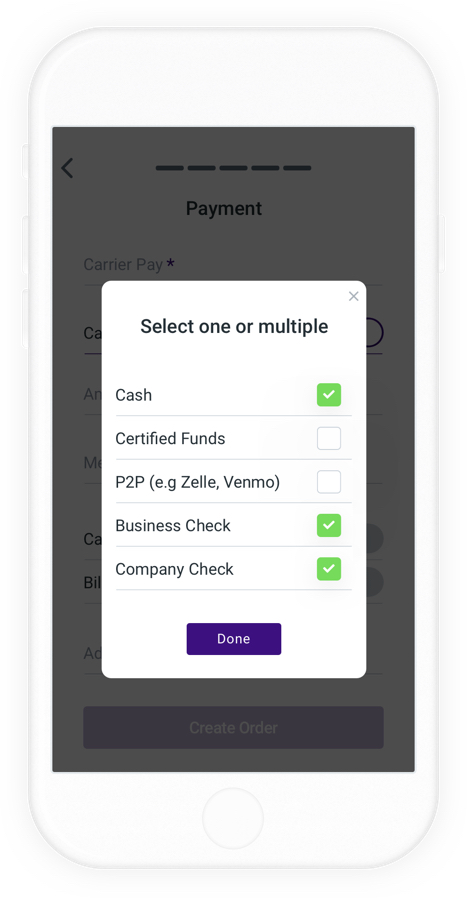 Payment
Carrier Pay *
Select one or multiple
Ca
Cash
An
Certified Funds
Me
P2P (e.g Zelle, Venmo)
Business Check
Ca
Company Check
Bil
Done
Ad
Create Order